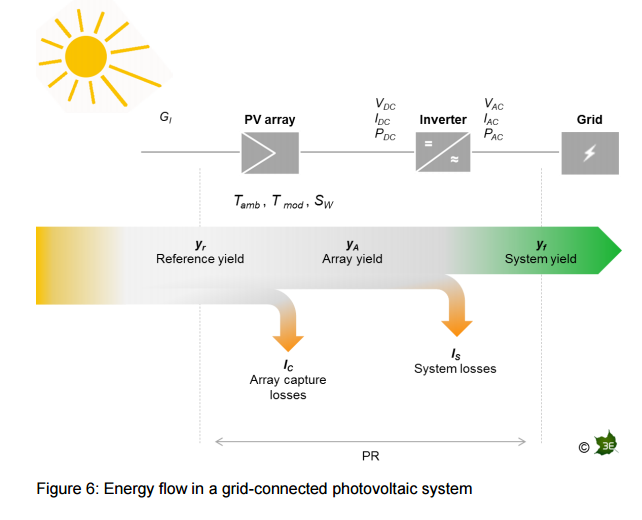 G_I
PV array
V_DC
I_DC
P_DC
Inverter
=
≈
V_AC
I_AC
P_AC
Grid
T_amb , T_mod , S_W
y_r
Reference yield
y_A
Array yield
y_f
System yield
l_C
Array capture
losses
l_S
System losses
PR
© 3E
Figure 6: Energy flow in a grid-connected photovoltaic system